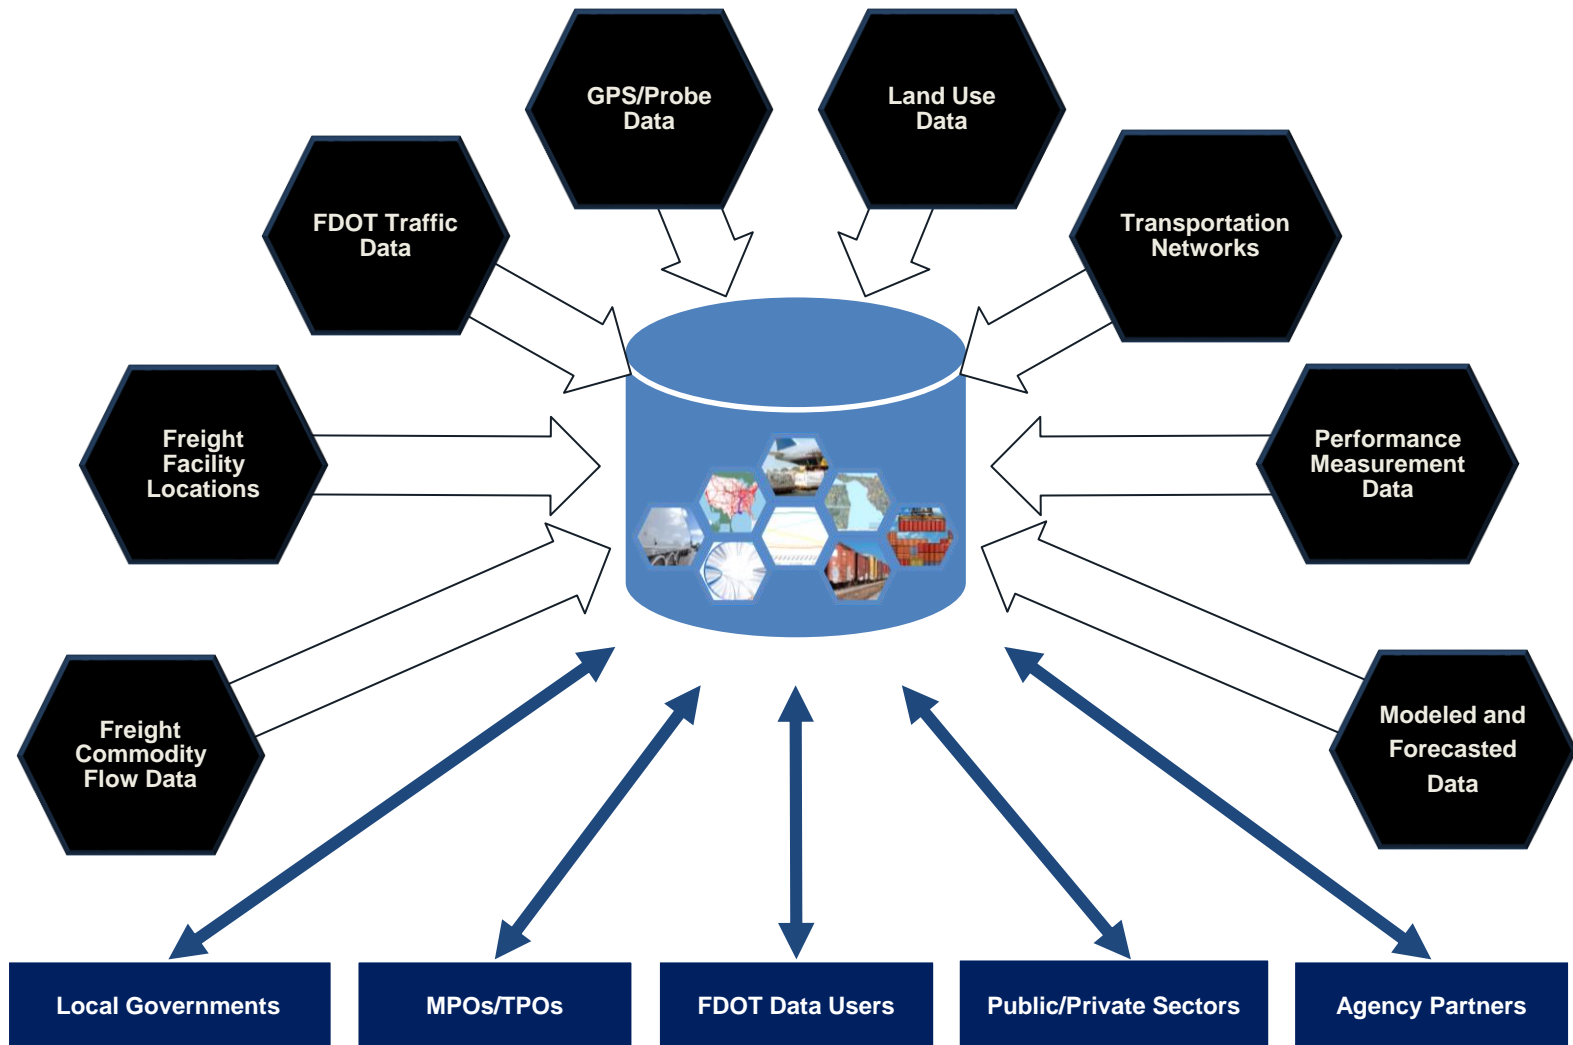 GPS/Probe
Data
Land Use
Data
FDOT Traffic
Data
Transportation
Networks
Freight
Facility
Locations
Performance
Measurement
Data
Freight
Commodity
Flow Data
Modeled and
Forecasted
Data
Local Governments
MPOs/TPOs
FDOT Data Users
Public/Private Sectors
Agency Partners